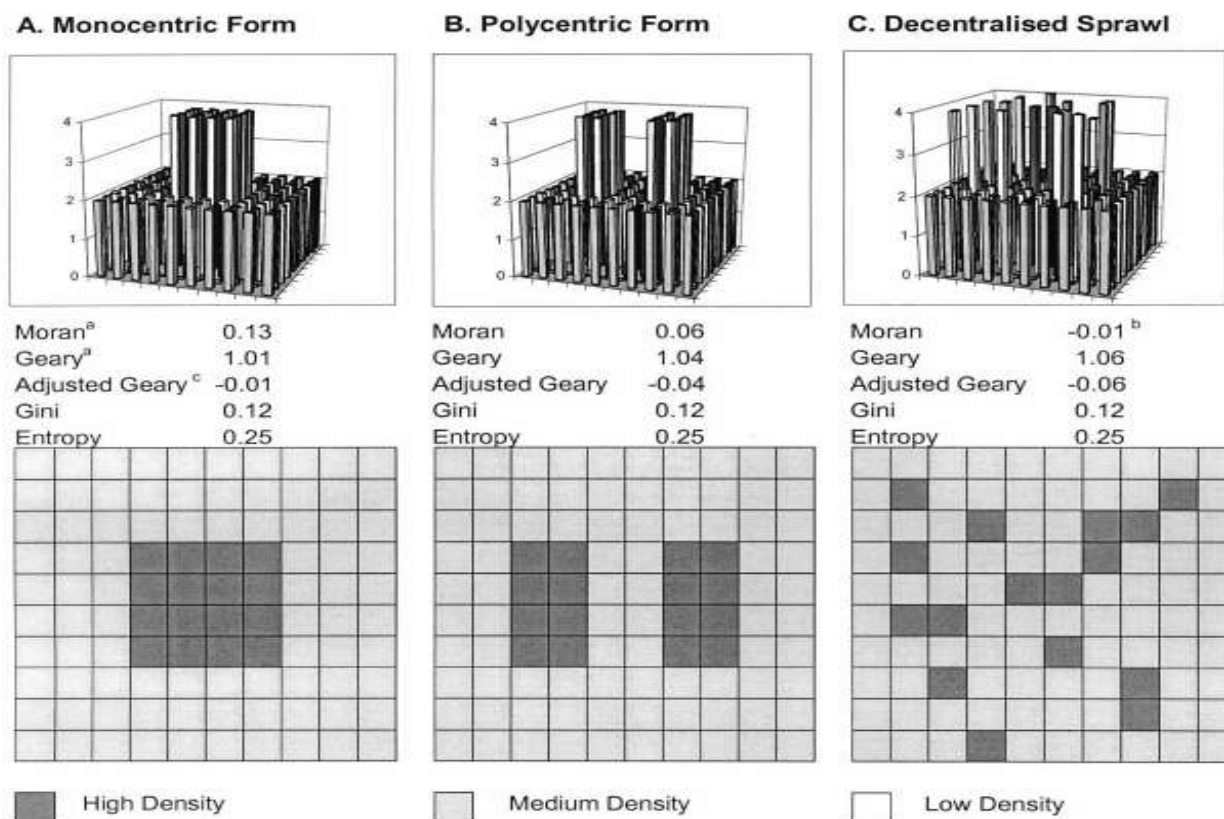 A. Monocentric Form
B. Polycentric Form
C. Decentralised Sprawl
4
3
2
1
0
4
3
2
1
0
4
3
2
1
0
Moran^a 0.13
Geary^a 1.01
Adjusted Geary^c -0.01
Gini 0.12
Entropy 0.25
Moran 0.06
Geary 1.04
Adjusted Geary -0.04
Gini 0.12
Entropy 0.25
Moran -0.01^b
Geary 1.06
Adjusted Geary -0.06
Gini 0.12
Entropy 0.25
High Density
Medium Density
Low Density